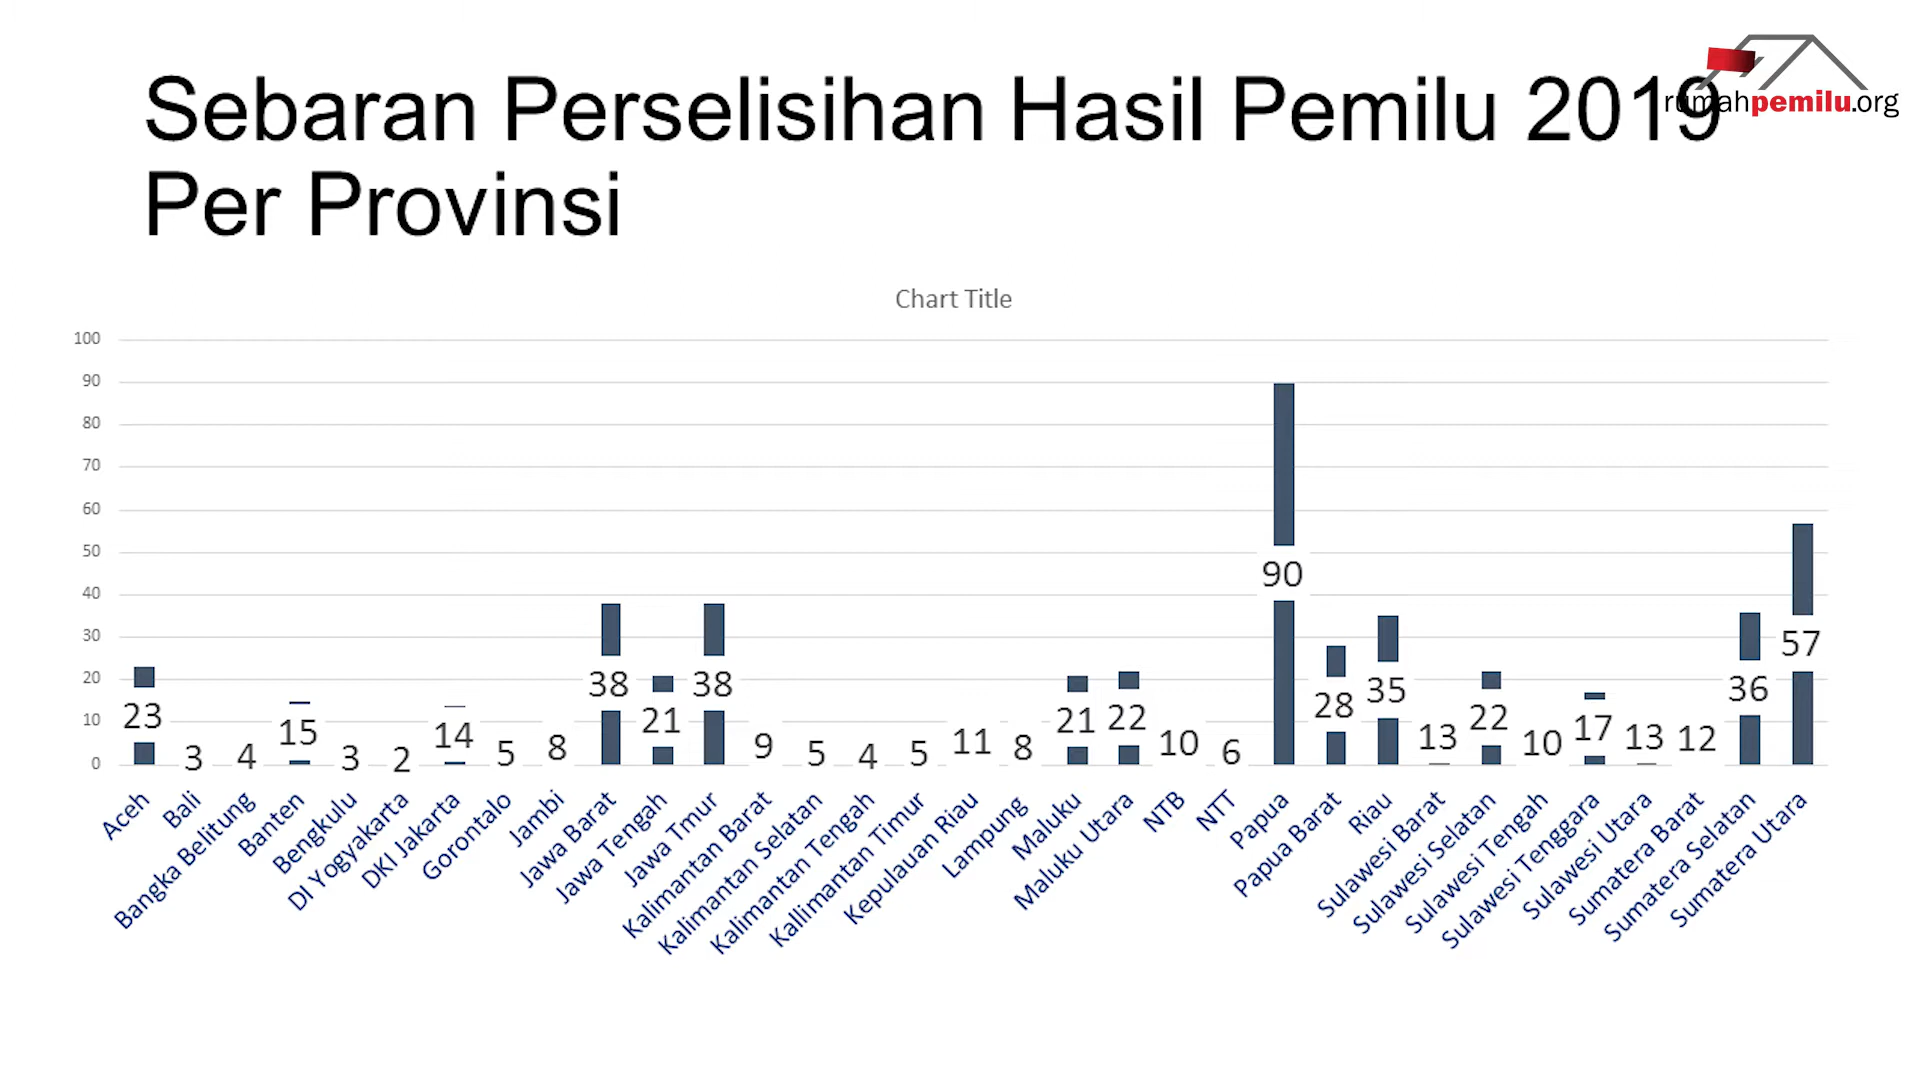 Sebaran Perselisihan Hasil Pemilu 2019
Per Provinsi
rumahpemilu.org
Chart Title
100
90
80
70
60
50
40
30
20
10
0
23
3
4
15
3
2
14
5
8
38
21
38
9
5
4
5
11
8
21
22
10
6
90
28
35
13
22
10
17
13
12
36
57
Aceh
Bali
Bangka Belitung
Banten
Bengkulu
DI Yogyakarta
DKI Jakarta
Gorontalo
Jambi
Jawa Barat
Jawa Tengah
Jawa Tmur
Kalimantan Barat
Kalimantan Selatan
Kalimantan Tengah
Kallimantan Timur
Kepulauan Riau
Lampung
Maluku
Maluku Utara
NTB
NTT
Papua
Papua Barat
Riau
Sulawesi Barat
Sulawesi Selatan
Sulawesi Tengah
Sulawesi Tenggara
Sulawesi Utara
Sumatera Barat
Sumatera Selatan
Sumatera Utara